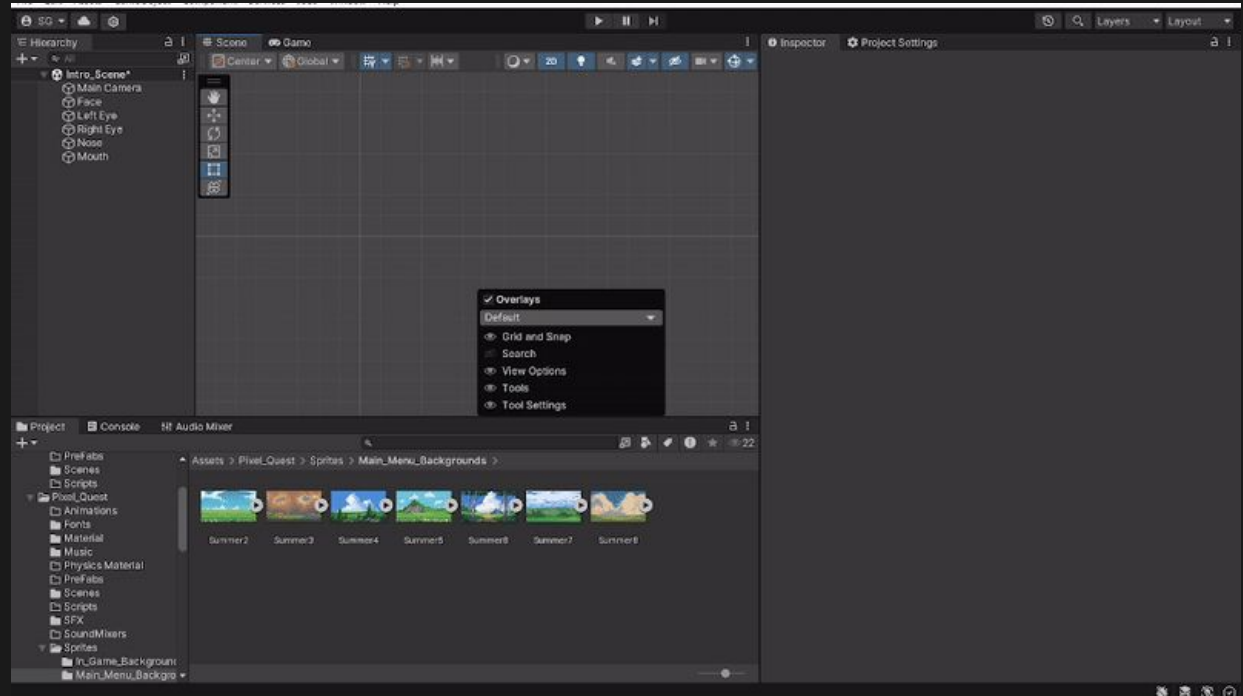 SG
Layers
Layout
Hierarchy
Scene
Game
Inspector
Project Settings
All
Center
Global
2D
Intro_Scene*
Main Camera
Face
Left Eye
Right Eye
Nose
Mouth
Overlays
Default
Grid and Snap
Search
View Options
Tools
Tool Settings
Project
Console
Audio Mixer
22
PreFabs
Scenes
Scripts
Pixel_Quest
Animations
Fonts
Material
Music
Physics Material
PreFabs
Scenes
Scripts
SFX
SoundMixers
Sprites
In_Game_Background
Main_Menu_Backgro
Assets > Pixel_Quest > Sprites > Main_Menu_Backgrounds >
Summer2
Summer3
Summer4
Summer5
Summer6
Summer7
Summer8